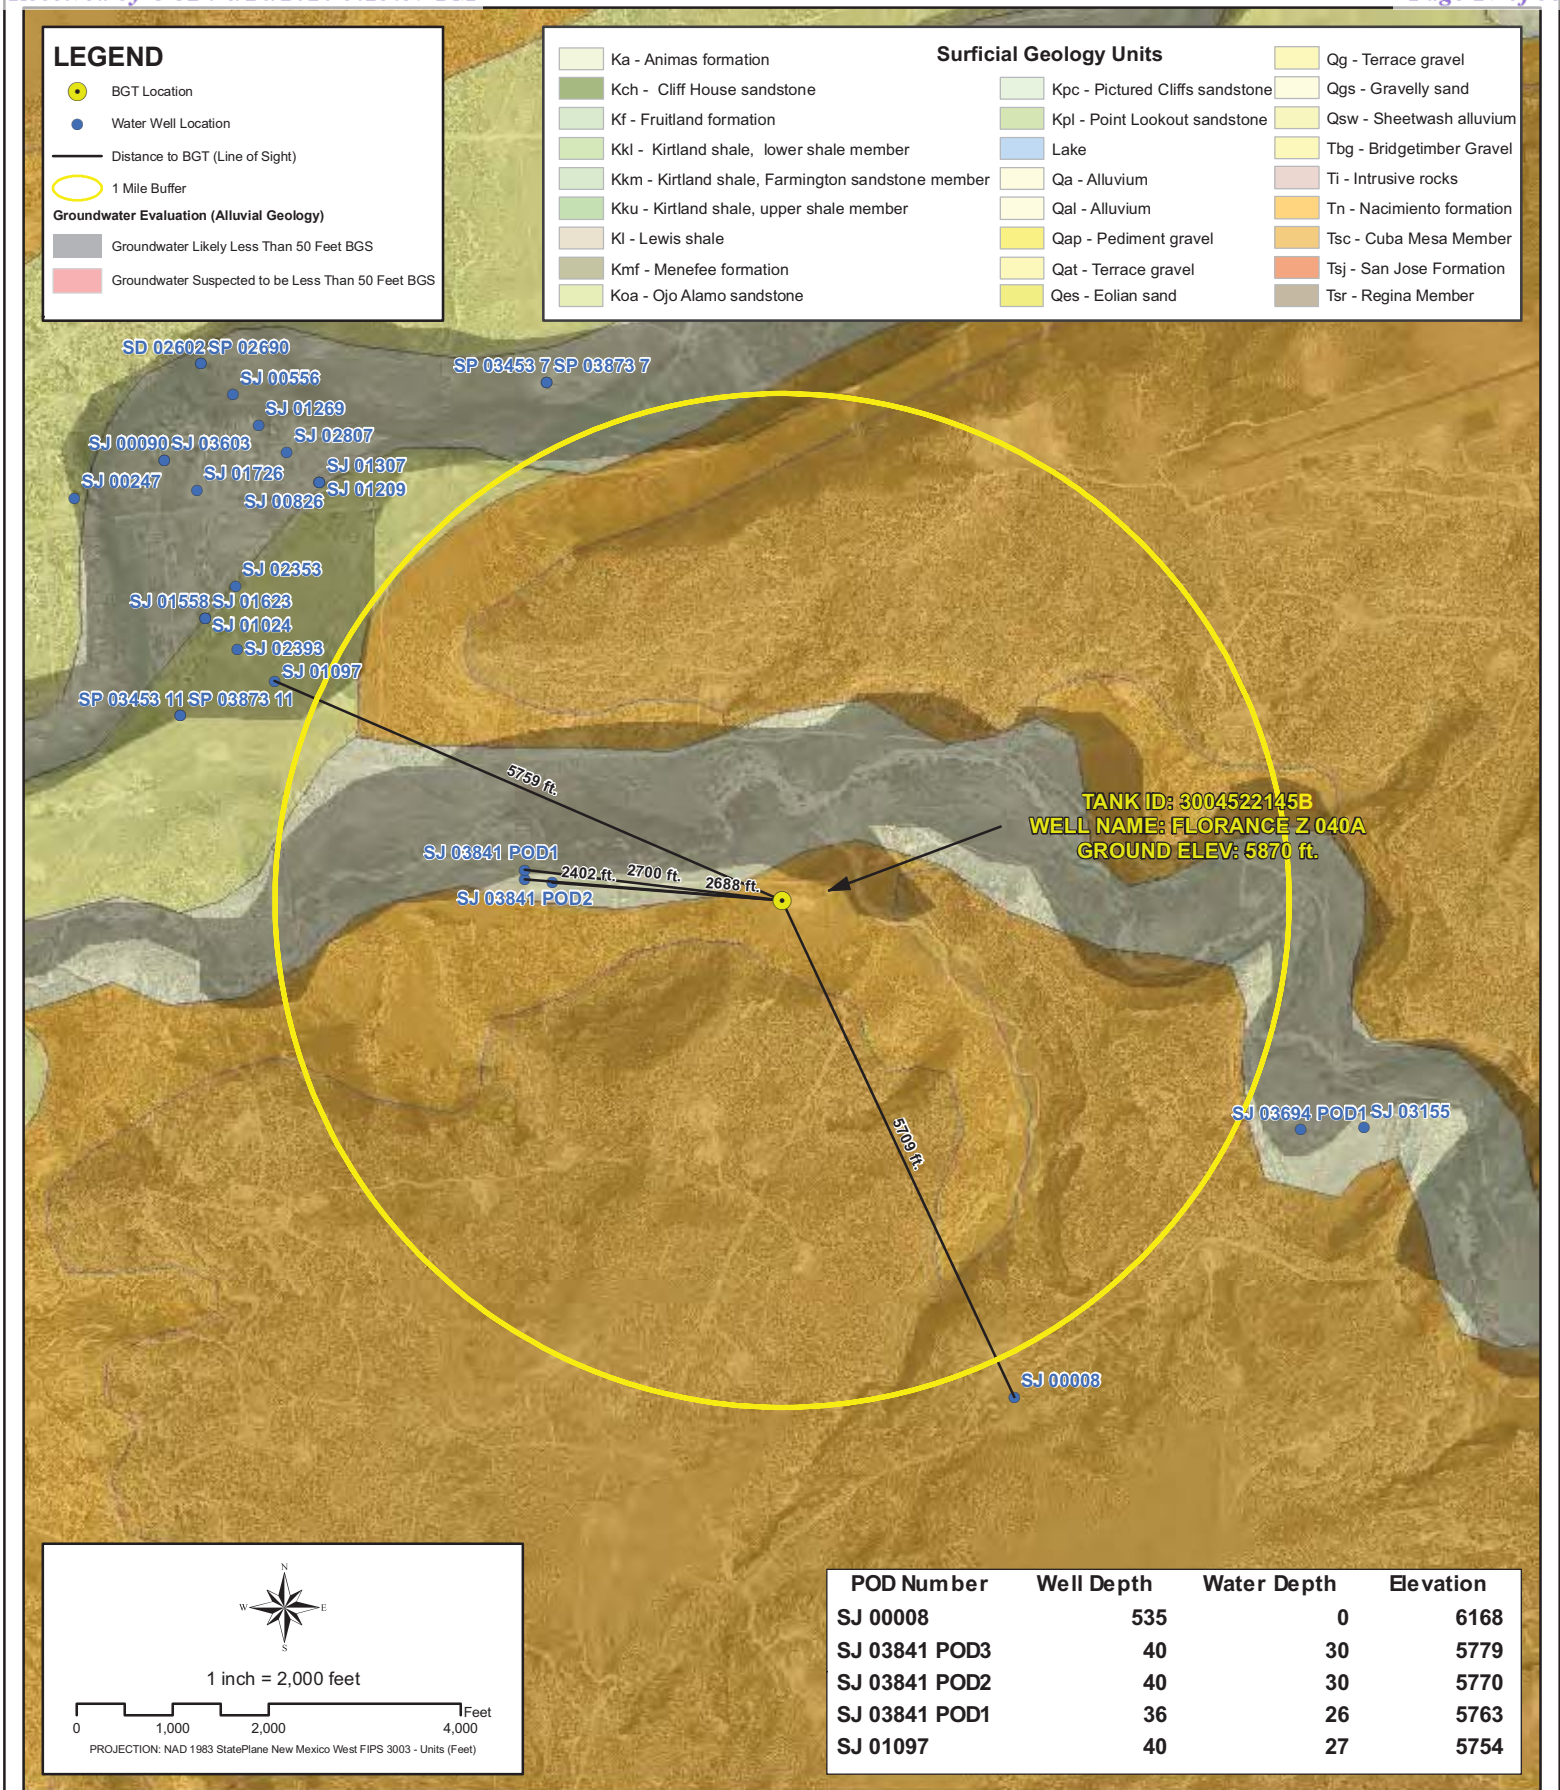 LEGEND
BGT Location
Water Well Location
Distance to BGT (Line of Sight)
1 Mile Buffer
Groundwater Evaluation (Alluvial Geology)
Groundwater Likely Less Than 50 Feet BGS
Groundwater Suspected to be Less Than 50 Feet BGS
Surficial Geology Units
Ka - Animas formation
Kch - Cliff House sandstone
Kf - Fruitland formation
Kkl - Kirtland shale, lower shale member
Kkm - Kirtland shale, Farmington sandstone member
Kku - Kirtland shale, upper shale member
Kl - Lewis shale
Kmf - Menefee formation
Koa - Ojo Alamo sandstone
Kpc - Pictured Cliffs sandstone
Kpl - Point Lookout sandstone
Lake
Qa - Alluvium
Qal - Alluvium
Qap - Pediment gravel
Qat - Terrace gravel
Qes - Eolian sand
Qg - Terrace gravel
Qgs - Gravelly sand
Qsw - Sheetwash alluvium
Tbg - Bridgetimber Gravel
Ti - Intrusive rocks
Tn - Nacimiento formation
Tsc - Cuba Mesa Member
Tsj - San Jose Formation
Tsr - Regina Member
SD 02602 SP 02690
SJ 00556
SP 03453 7 SP 03873 7
SJ 01269
SJ 02807
SJ 00090 SJ 03603
SJ 01307
SJ 01726
SJ 00247
SJ 01209
SJ 00826
SJ 02353
SJ 01558 SJ 01623
SJ 01024
SJ 02393
SJ 01097
SP 03453 11 SP 03873 11
5759 ft.
TANK ID: 3004522145B
WELL NAME: FLORANCE Z 040A
GROUND ELEV: 5870 ft.
SJ 03841 POD1
2402 ft.
2700 ft.
2688 ft.
SJ 03841 POD2
5709 ft.
SJ 03694 POD1
SJ 03155
SJ 00008
N
W
E
S
1 inch = 2,000 feet
Feet
0 1,000 2,000 4,000
PROJECTION: NAD 1983 StatePlane New Mexico West FIPS 3003 - Units (Feet)
POD Number Well Depth Water Depth Elevation
SJ 00008 535 0 6168
SJ 03841 POD3 40 30 5779
SJ 03841 POD2 40 30 5770
SJ 03841 POD1 36 26 5763
SJ 01097 40 27 5754